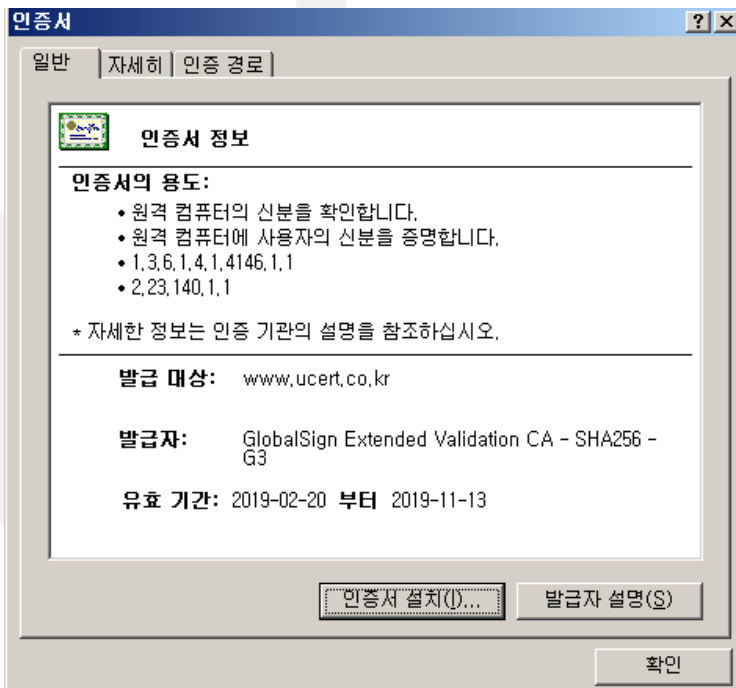 인증서
일반 자세히 인증 경로
인증서 정보
인증서의 용도:
• 원격 컴퓨터의 신분을 확인합니다.
• 원격 컴퓨터에 사용자의 신분을 증명합니다.
• 1.3.6.1.4.1.4146.1.1
• 2.23.140.1.1
* 자세한 정보는 인증 기관의 설명을 참조하십시오.
발급 대상: www.ucert.co.kr
발급자: GlobalSign Extended Validation CA - SHA256 -
G3
유효 기간: 2019-02-20 부터 2019-11-13
인증서 설치(I)... 발급자 설명(S)
확인